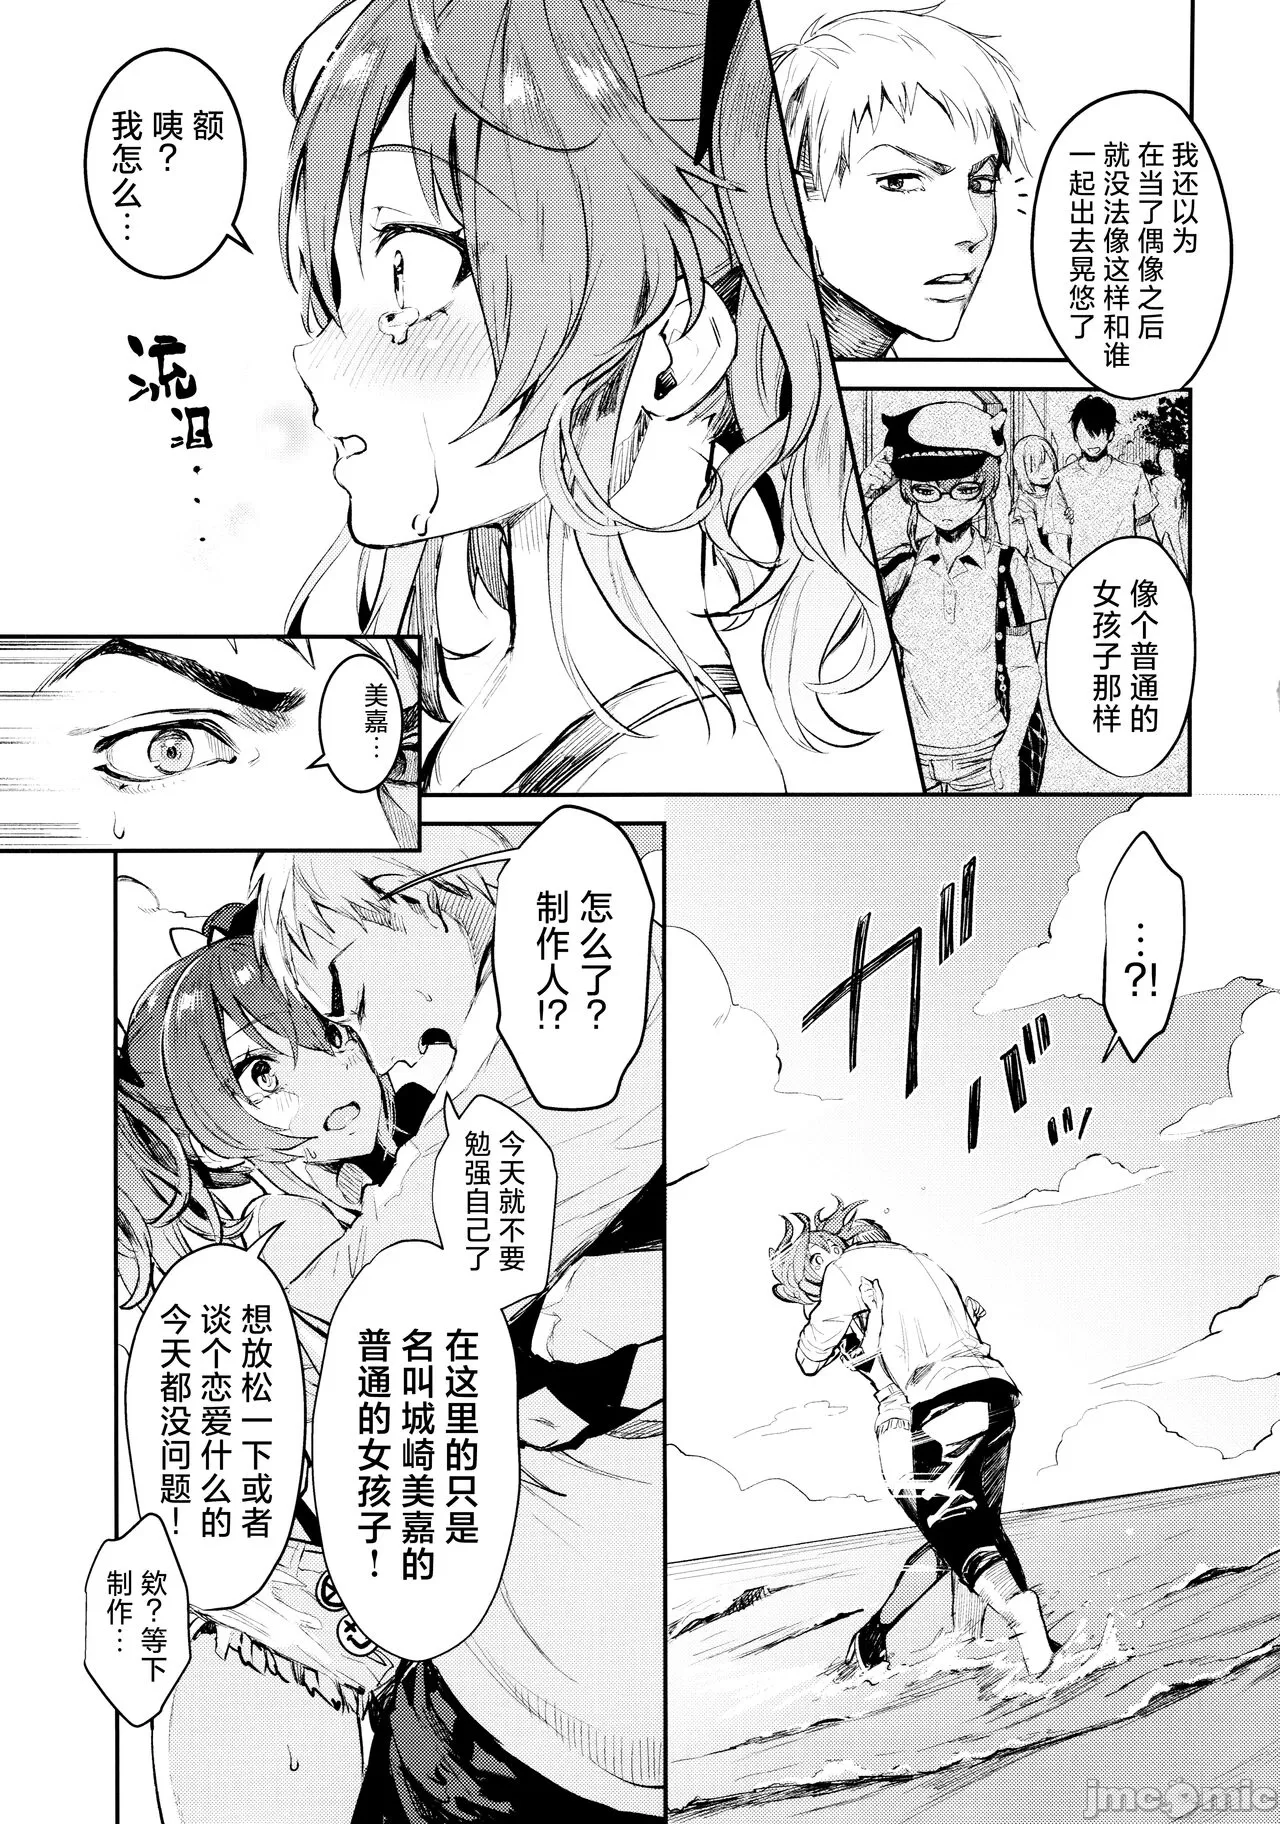 我还以为
在当了偶像之后
就没法像这样和谁
一起出去晃悠了
像个普通的
女孩子那样
额
咦？
我怎么…
流泪…
美嘉…
…?!
ガバッ
怎么了？
制作人!?
今天就不要
勉强自己了
在这里的只是
名叫城崎美嘉的
普通的女孩子！
想放松一下或者
谈个恋爱什么的
今天都没问题！
欸？等下
制作…
jmcomic